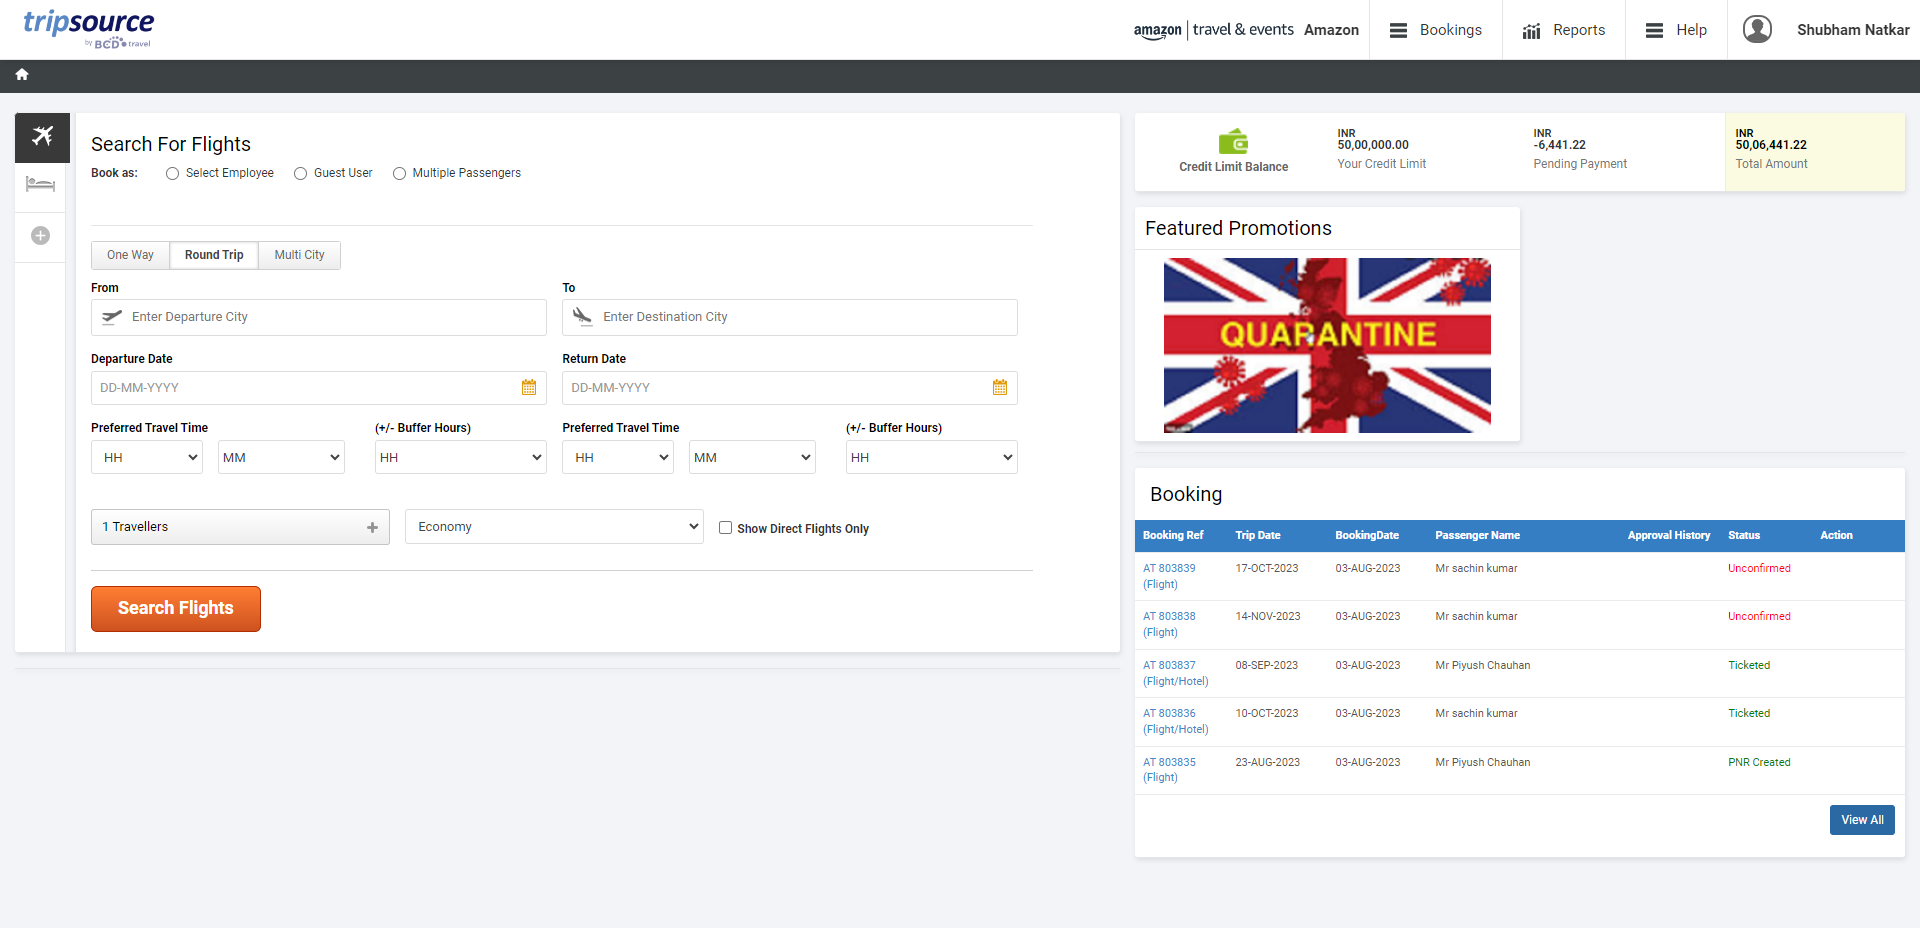 tripsource
by BCD travel
amazon | travel & events Amazon
Bookings
Reports
Help
Shubham Natkar
Search For Flights
Book as: Select Employee Guest User Multiple Passengers
One Way Round Trip Multi City
From To
Enter Departure City Enter Destination City
Departure Date Return Date
DD-MM-YYYY DD-MM-YYYY
Preferred Travel Time (+/- Buffer Hours) Preferred Travel Time (+/- Buffer Hours)
HH MM HH HH MM HH
1 Travellers Economy Show Direct Flights Only
Search Flights
Credit Limit Balance
INR
50,00,000.00
Your Credit Limit
INR
-6,441.22
Pending Payment
INR
50,06,441.22
Total Amount
Featured Promotions
QUARANTINE
Booking
Booking Ref Trip Date BookingDate Passenger Name Approval History Status Action
AT 803839 17-OCT-2023 03-AUG-2023 Mr sachin kumar Unconfirmed
(Flight)
AT 803838 14-NOV-2023 03-AUG-2023 Mr sachin kumar Unconfirmed
(Flight)
AT 803837 08-SEP-2023 03-AUG-2023 Mr Piyush Chauhan Ticketed
(Flight/Hotel)
AT 803836 10-OCT-2023 03-AUG-2023 Mr sachin kumar Ticketed
(Flight/Hotel)
AT 803835 23-AUG-2023 03-AUG-2023 Mr Piyush Chauhan PNR Created
(Flight)
View All